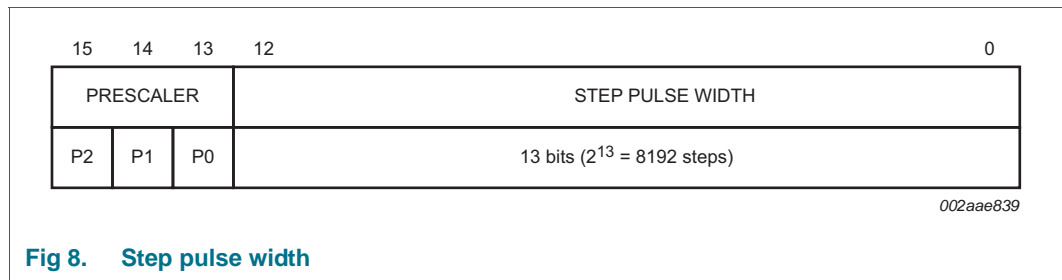 15 14 13 12 0
PRESCALER STEP PULSE WIDTH
P2 P1 P0 13 bits (2¹³ = 8192 steps)
002aae839
Fig 8. Step pulse width